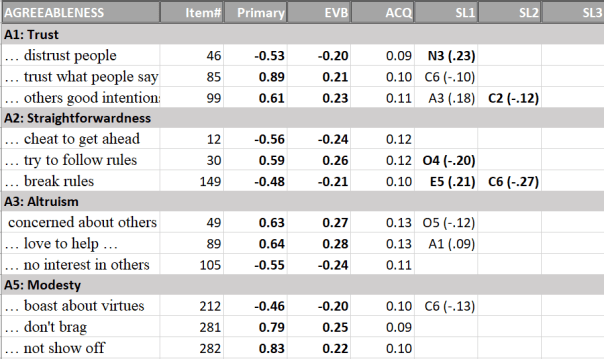 AGREEABLENESS Item# Primary EVB ACQ SL1 SL2 SL3
A1: Trust
... distrust people 46 -0.53 -0.20 0.09 N3 (.23)
... trust what people say 85 0.89 0.21 0.10 C6 (-.10)
... others good intention 99 0.61 0.23 0.11 A3 (.18) C2 (-.12)
A2: Straightforwardness
... cheat to get ahead 12 -0.56 -0.24 0.12
... try to follow rules 30 0.59 0.26 0.12 O4 (-.20)
... break rules 149 -0.48 -0.21 0.10 E5 (.21) C6 (-.27)
A3: Altruism
concerned about others 49 0.63 0.27 0.13 O5 (-.12)
... love to help ... 89 0.64 0.28 0.13 A1 (.09)
... no interest in others 105 -0.55 -0.24 0.11
A5: Modesty
... boast about virtues 212 -0.46 -0.20 0.10 C6 (-.13)
... don't brag 281 0.79 0.25 0.09
... not show off 282 0.83 0.22 0.10